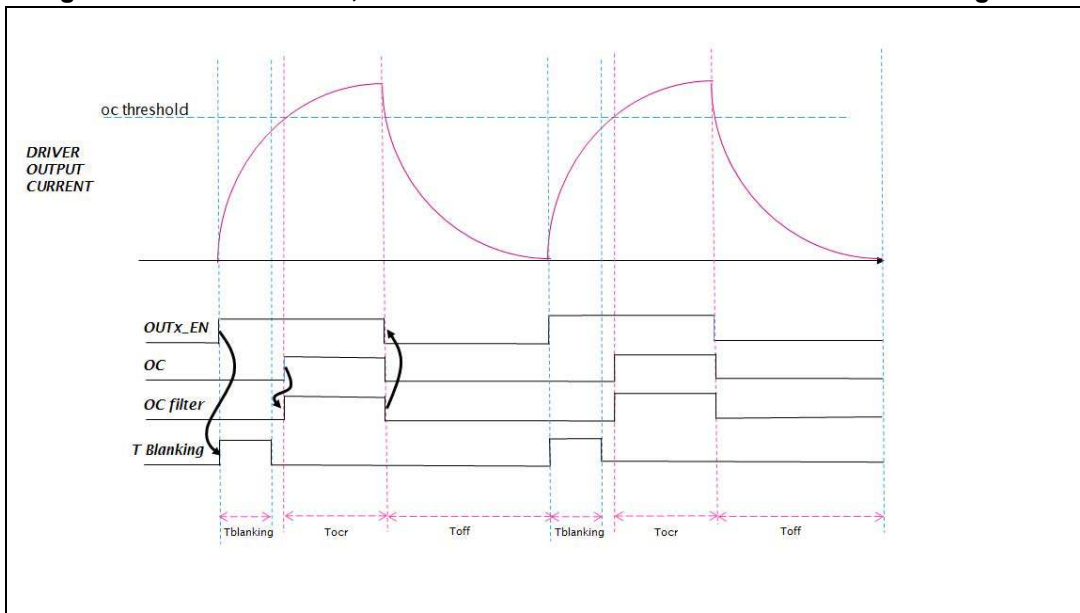 oc threshold
DRIVER
OUTPUT
CURRENT
OUTx_EN
OC
OC filter
T Blanking
Tblanking Tocr Toff Tblanking Tocr Toff